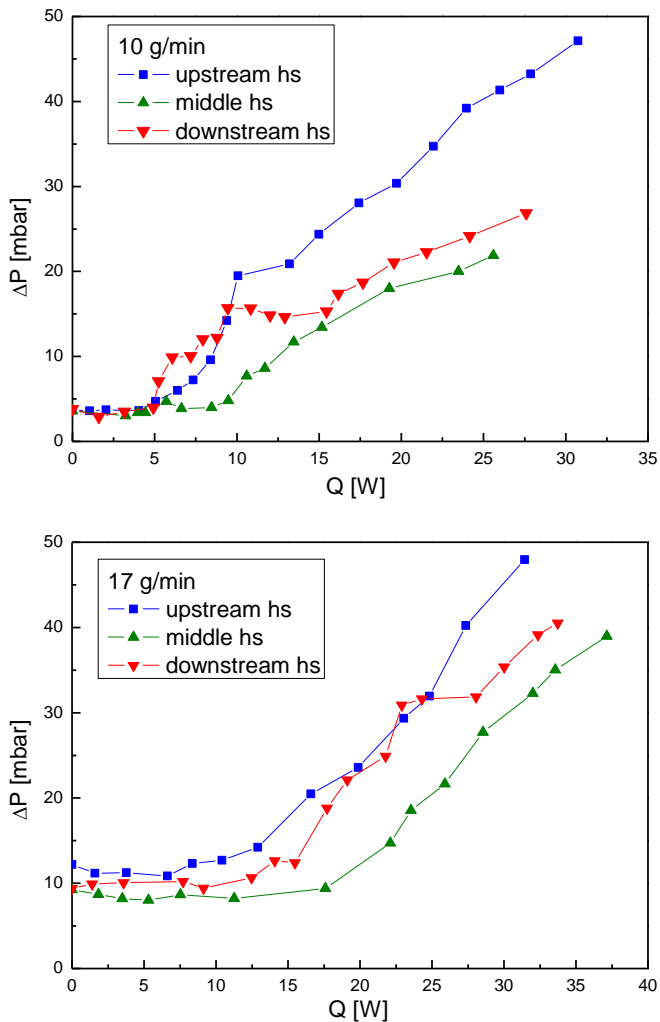 50
10 g/min
upstream hs
middle hs
downstream hs
40
30
20
10
0
ΔP [mbar]
0 5 10 15 20 25 30 35
Q [W]
50
17 g/min
upstream hs
middle hs
downstream hs
40
30
20
10
0
ΔP [mbar]
0 5 10 15 20 25 30 35 40
Q [W]